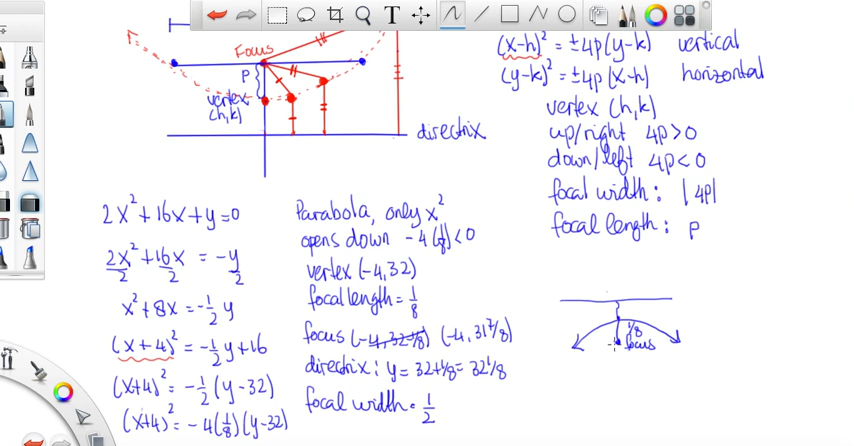 Focus
P
vertex
(h,k)
directrix
(x-h)² = ±4p(y-k) vertical
(y-k)² = ±4p(x-h) horizontal
vertex (h,k)
up/right 4p>0
down/left 4p<0
focal width: |4p|
focal length: p
2x²+16x+y=0
2x²/2+16x/2 = -y/2
x²+8x=-1/2 y
(x+4)²=-1/2 y+16
(x+4)²= -1/2 (y-32)
(x+4)²= -4(1/8)(y-32)
Parabola, only x²
opens down -4(1/8)<0
vertex (-4,32)
focal length = 1/8
focus (-4,32-1/8) (-4, 31 7/8)
directrix: y= 32+1/8= 32 1/8
focal width = 1/2
1/8
focus